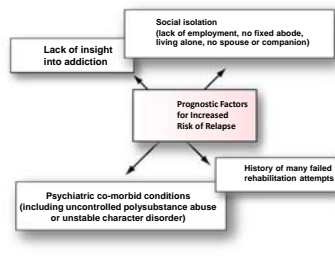 Social isolation
(lack of employment, no fixed abode,
living alone, no spouse or companion)
Lack of insight
into addiction
Prognostic Factors
for Increased
Risk of Relapse
History of many failed
rehabilitation attempts
Psychiatric co-morbid conditions
(including uncontrolled polysubstance abuse
or unstable character disorder)